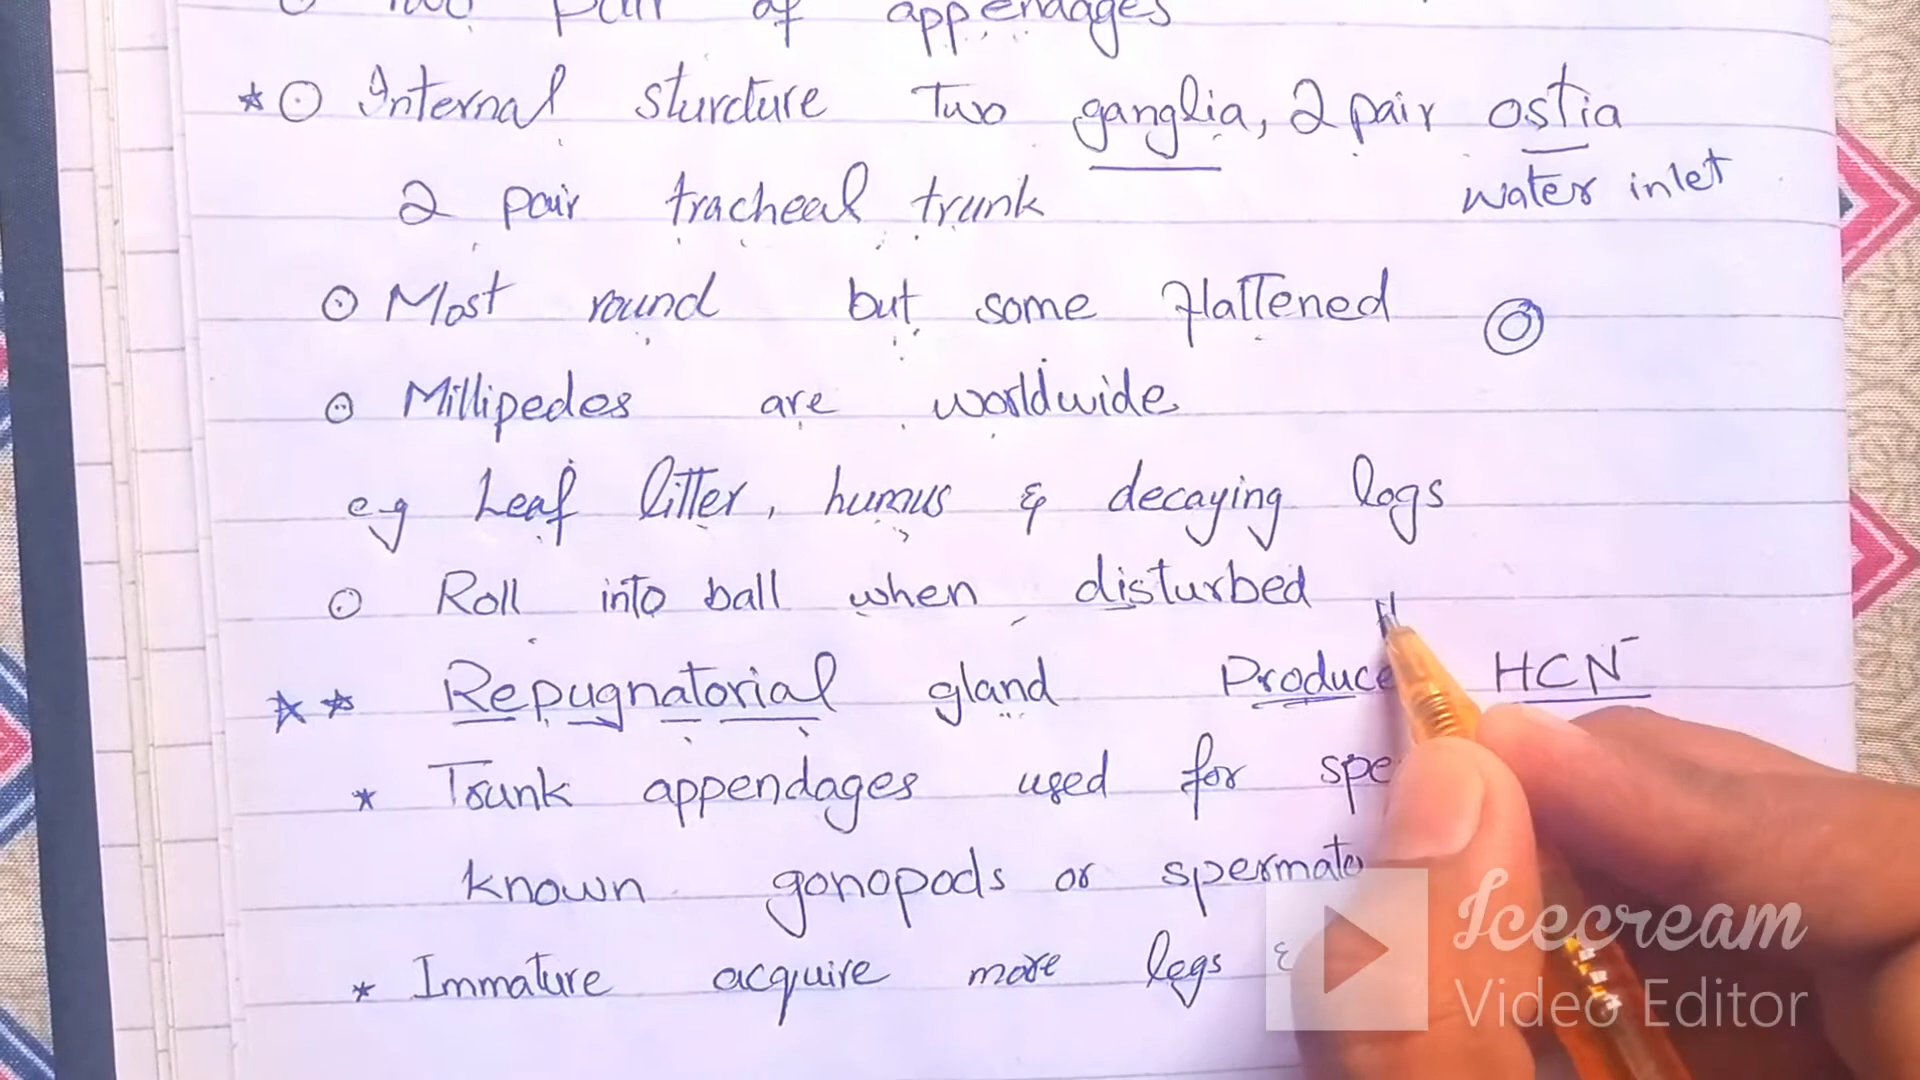 Two pair of appendages
★ ⊙ Internal sturcture Two ganglia, 2 pair ostia
water inlet
2 pair tracheal trunk
⊙ Most round but some flattened
⊙ Millipedes are worldwide
e.g Leaf litter, humus & decaying logs
⊙ Roll into ball when disturbed
★★ Repugnatorial gland Produce HCN⁻
★ Trunk appendages used for spe
known gonopods or spermato
★ Immature acquire more legs &
Icecream
Video Editor